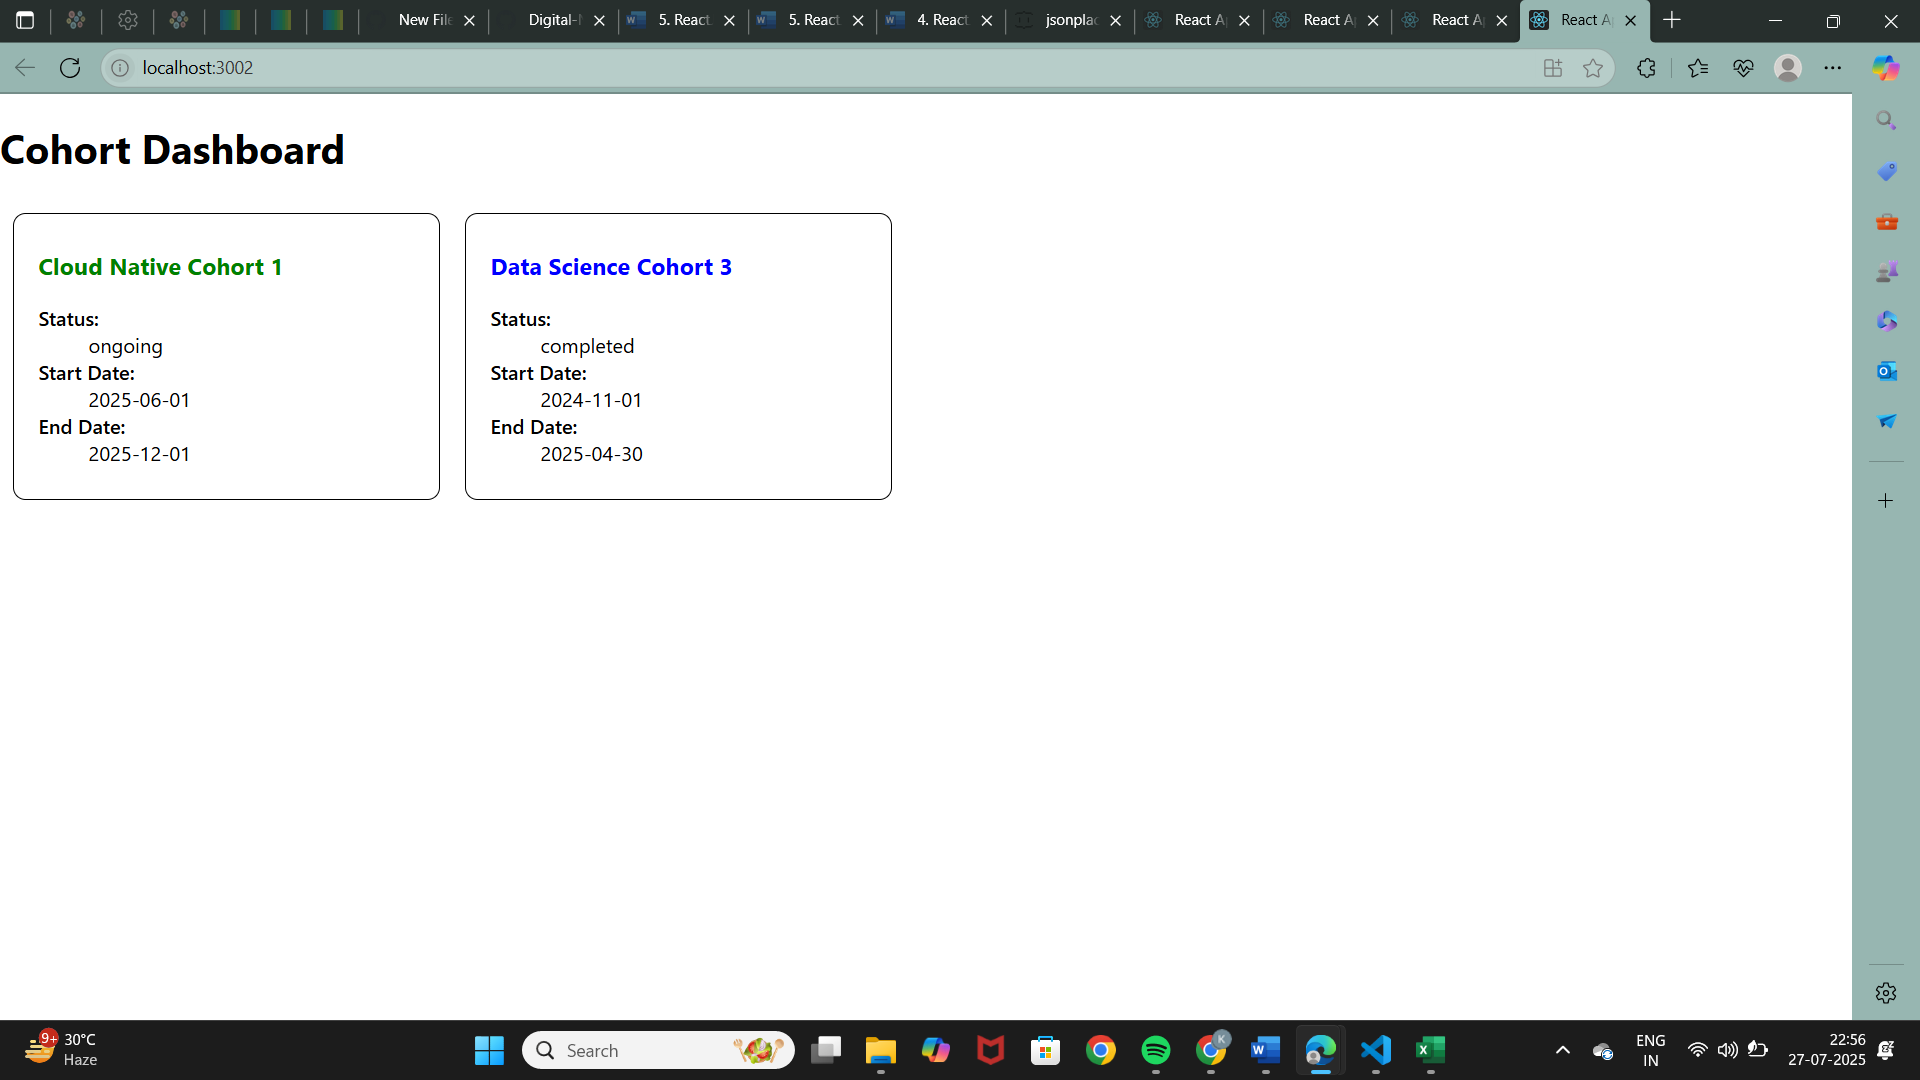 New File
Digital-
5. React
5. React
4. React
jsonplac
React A
React A
React A
React A
localhost:3002
Cohort Dashboard
Cloud Native Cohort 1
Status:
ongoing
Start Date:
2025-06-01
End Date:
2025-12-01
Data Science Cohort 3
Status:
completed
Start Date:
2024-11-01
End Date:
2025-04-30
9+
30°C
Haze
Search
K
ENG
IN
22:56
27-07-2025